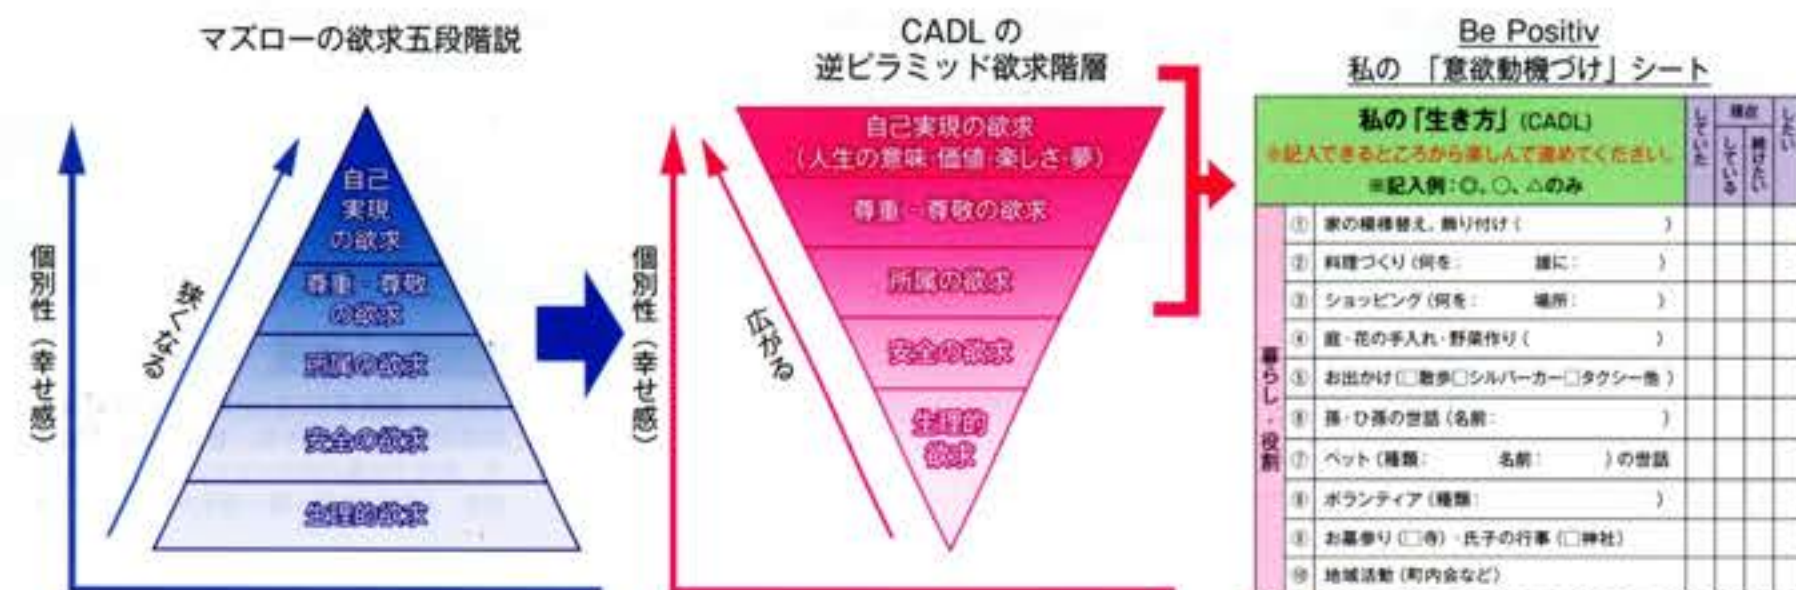 マズローの欲求五段階説
個別性（幸せ感）
狭くなる
自己
実現
の欲求
尊重・尊敬
の欲求
所属の欲求
安全の欲求
生理的欲求
CADL の
逆ピラミッド欲求階層
個別性（幸せ感）
広がる
自己実現の欲求
（人生の意味・価値・楽しさ・夢）
尊重・尊敬の欲求
所属の欲求
安全の欲求
生理的
欲求
Be Positiv
私の 「意欲動機づけ」シート
私の「生き方」(CADL)
※記入できるところから楽しんで進めてください。
※記入例：◎、○、△のみ
していた
現在
している
続けたい
したい
暮らし・役割
① 家の模様替え、飾り付け（ ）
② 料理づくり（何を： 誰に： ）
③ ショッピング（何を： 場所： ）
④ 庭・花の手入れ・野菜作り（ ）
⑤ お出かけ（□散歩□シルバーカー□タクシー他 ）
⑥ 孫・ひ孫の世話（名前： ）
⑦ ペット（種類： 名前： ）の世話
⑧ ボランティア（種類： ）
⑨ お墓参り（□寺）・氏子の行事（□神社）
⑩ 地域活動（町内会など）